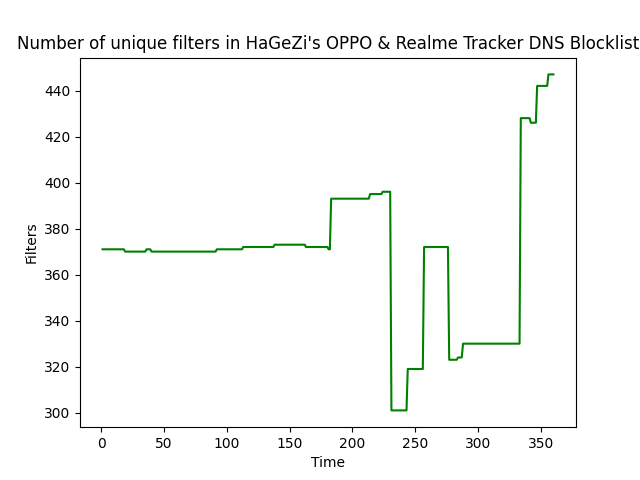 Number of unique filters in HaGeZi's OPPO & Realme Tracker DNS Blocklist
440
420
400
380
360
340
320
300
Filters
0 50 100 150 200 250 300 350
Time